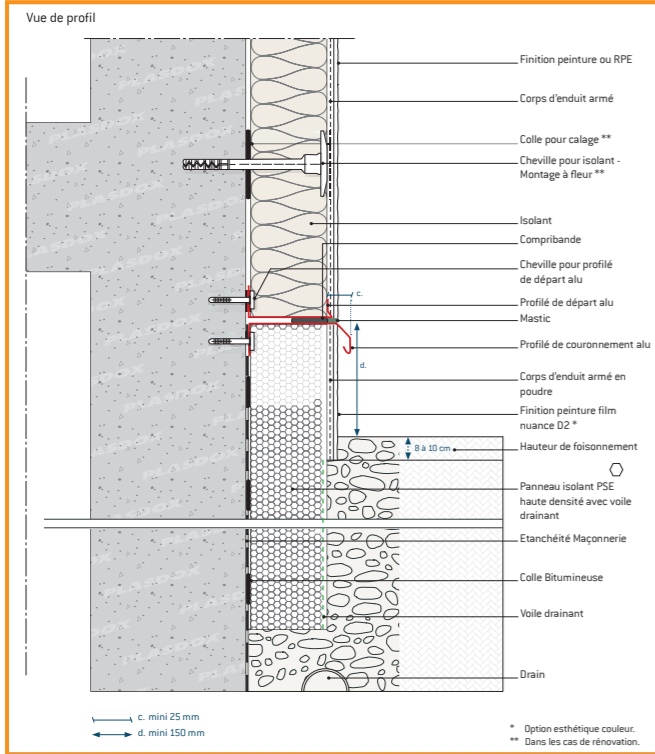 Vue de profil
Finition peinture ou RPE
Corps d'enduit armé
Colle pour calage **
Cheville pour isolant -
Montage à fleur **
Isolant
Compribande
Cheville pour profilé
de départ alu
c.
Profilé de départ alu
Mastic
Profilé de couronnement alu
d.
Corps d'enduit armé en
poudre
Finition peinture film
nuance D2 *
8 à 10 cm
Hauteur de foisonnement
Panneau isolant PSE
haute densité avec voile
drainant
Etanchéité Maçonnerie
Colle Bitumineuse
Voile drainant
Drain
c. mini 25 mm
d. mini 150 mm
* Option esthétique couleur.
** Dans les cas de rénovation.